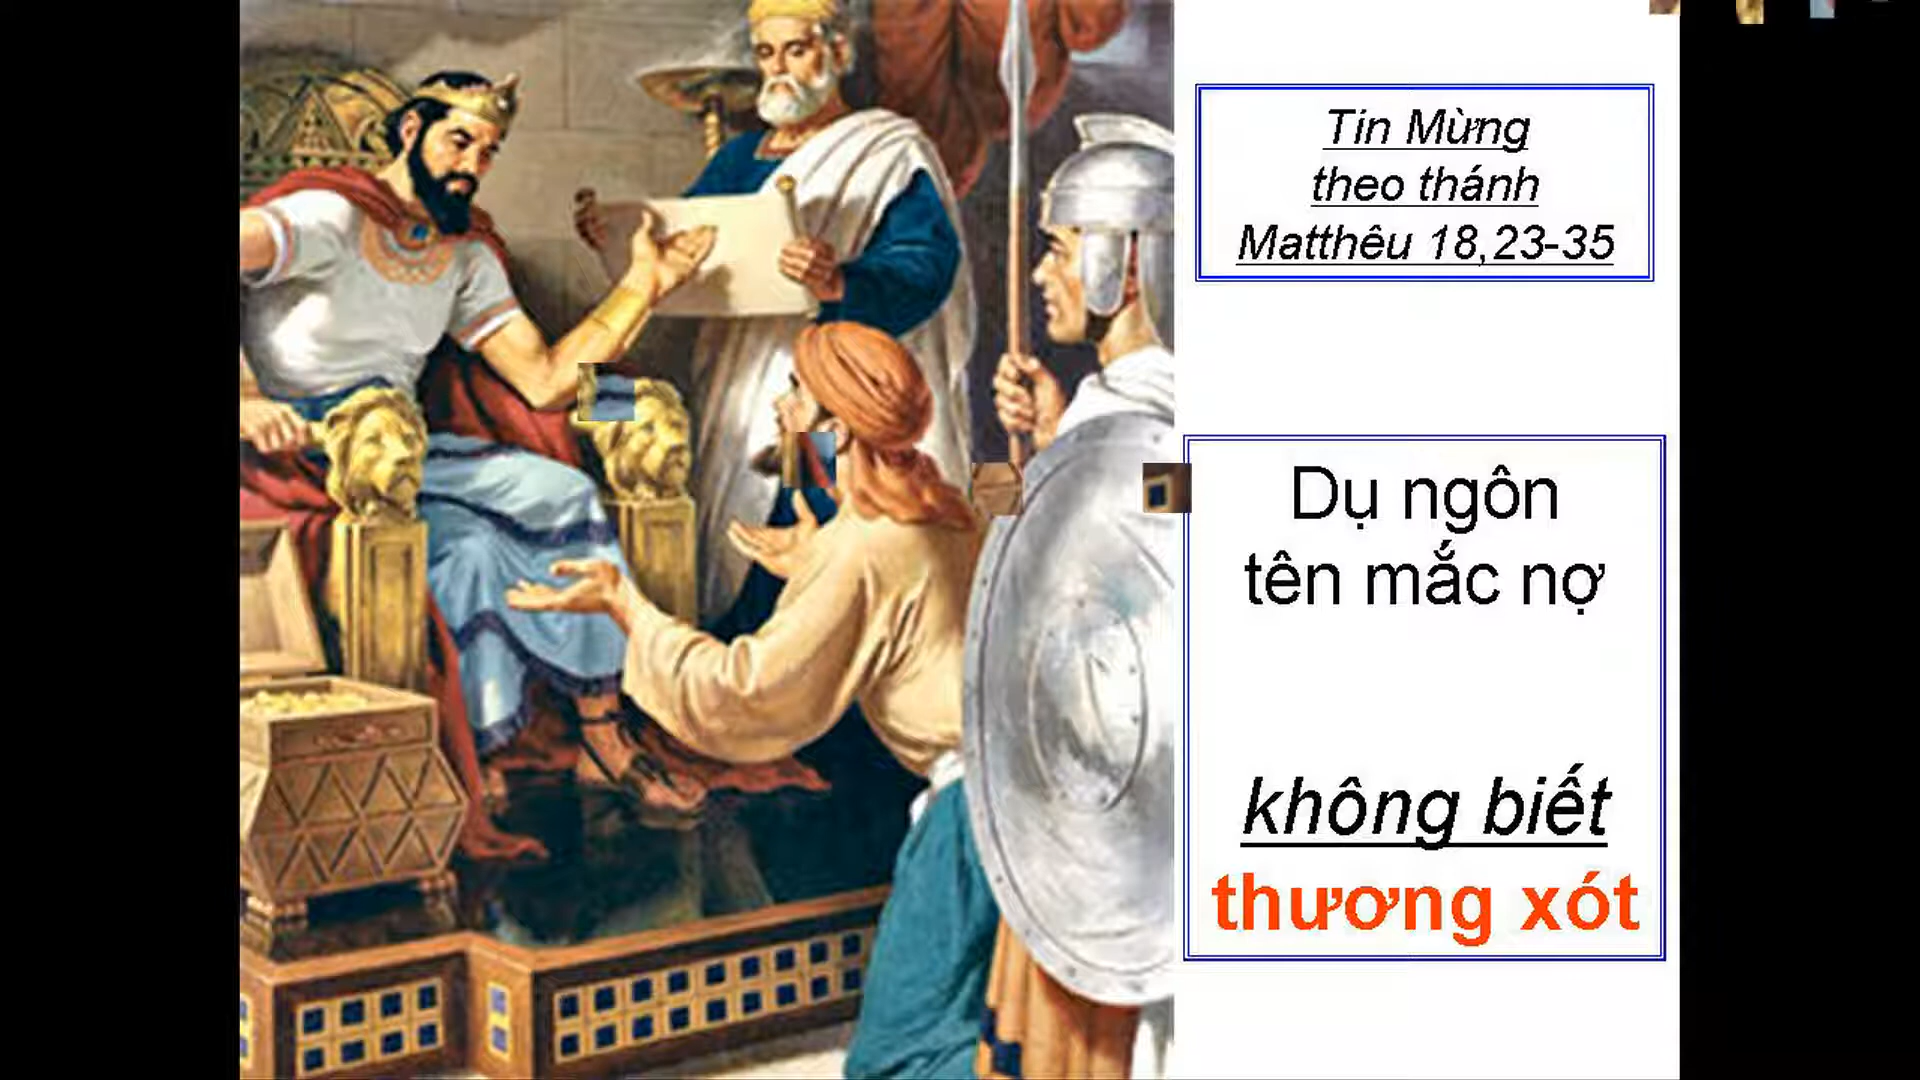 Tin Mừng
theo thánh
Matthêu 18,23-35
Dụ ngôn
tên mắc nợ
không biết
thương xót